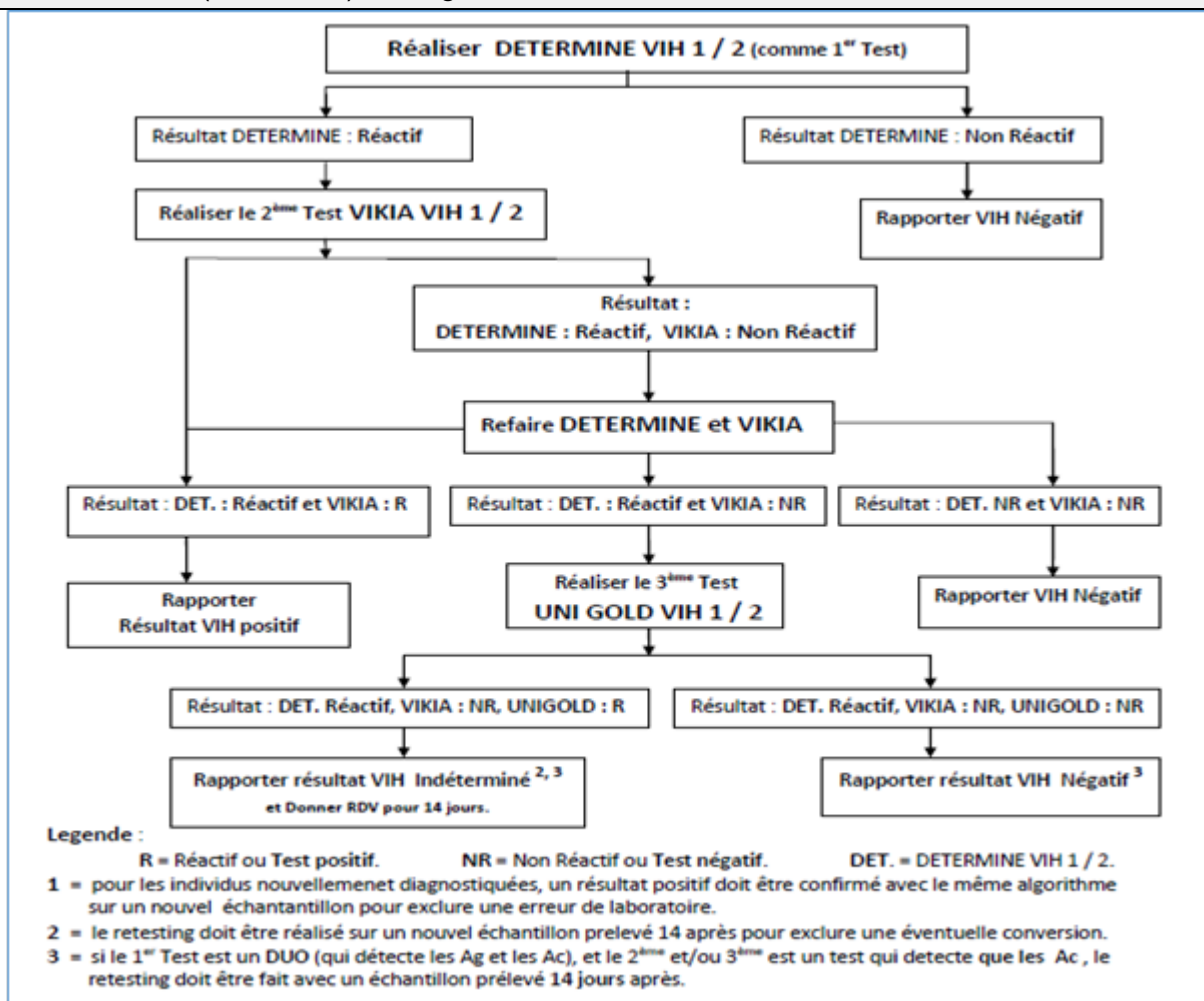 Réaliser DETERMINE VIH 1 / 2 (comme 1er Test)
Résultat DETERMINE : Réactif
Résultat DETERMINE : Non Réactif
Réaliser le 2ème Test VIKIA VIH 1 / 2
Rapporter VIH Négatif
Résultat :
DETERMINE : Réactif, VIKIA : Non Réactif
Refaire DETERMINE et VIKIA
Résultat : DET. : Réactif et VIKIA : R
Résultat : DET. : Réactif et VIKIA : NR
Résultat : DET. NR et VIKIA : NR
Rapporter
Résultat VIH positif
Réaliser le 3ème Test
UNI GOLD VIH 1 / 2
Rapporter VIH Négatif
Résultat : DET. Réactif, VIKIA : NR, UNIGOLD : R
Résultat : DET. Réactif, VIKIA : NR, UNIGOLD : NR
Rapporter résultat VIH Indéterminé 2, 3
et Donner RDV pour 14 jours.
Rapporter résultat VIH Négatif 3
Legende :
R = Réactif ou Test positif. NR = Non Réactif ou Test négatif. DET. = DETERMINE VIH 1 / 2.
1 = pour les individus nouvellemenet diagnostiquées, un résultat positif doit être confirmé avec le même algorithme
sur un nouvel échantantillon pour exclure une erreur de laboratoire.
2 = le retesting doit être réalisé sur un nouvel échantillon prelevé 14 après pour exclure une éventuelle conversion.
3 = si le 1er Test est un DUO (qui détecte les Ag et les Ac), et le 2ème et/ou 3ème est un test qui detecte que les Ac , le
retesting doit être fait avec un échantillon prélevé 14 jours après.